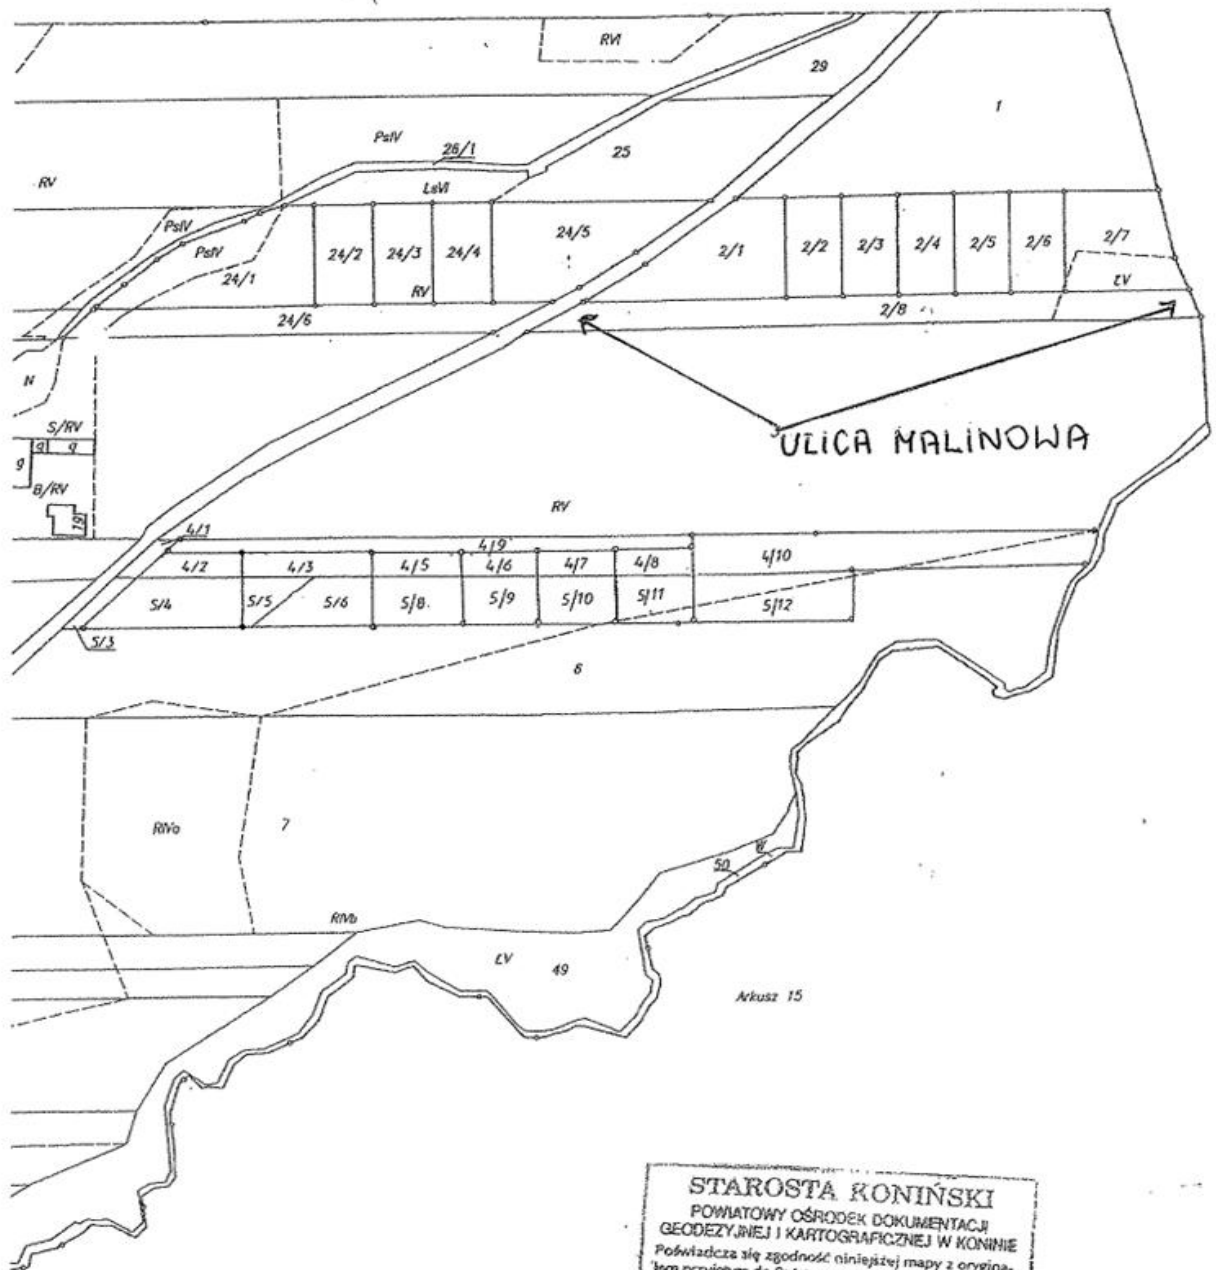 RVI
29
1
PsIV
26/1
25
RV
LsVI
PsIV
PsIV
24/1
24/2
24/3
24/4
24/5
2/1
2/2
2/3
2/4
2/5
2/6
2/7
RV
ŁV
24/6
2/8
N
S/RV
g
g
g
B/RV
19
ULICA MALINOWA
RV
4/1
4/9
4/2
4/3
4/5
4/6
4/7
4/8
4/10
5/4
5/5
5/6
5/8
5/9
5/10
5/11
5/12
5/3
6
RIVa
7
W
50
RIVb
ŁV
49
Arkusz 15
STAROSTA KONIŃSKI
POWIATOWY OŚRODEK DOKUMENTACJI
GEODEZYJNEJ I KARTOGRAFICZNEJ W KONINIE
Poświadcza się zgodność niniejszej mapy z orygina-